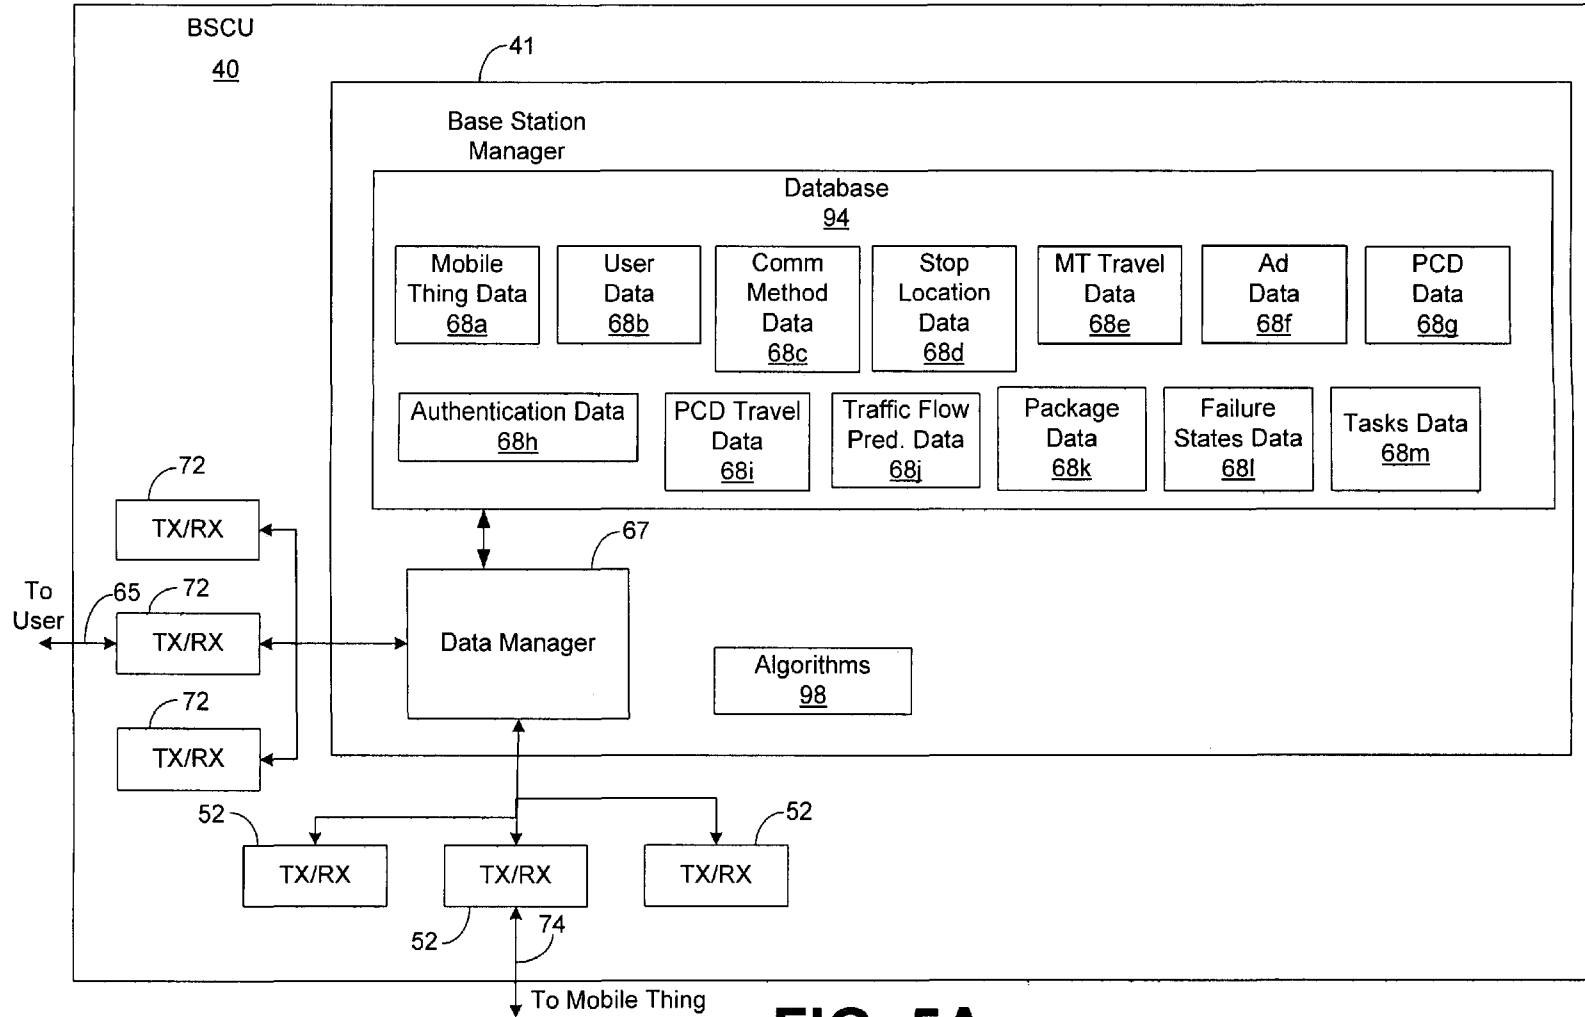 BSCU
40
41
Base Station
Manager
Database
94
Mobile
Thing Data
68a
User
Data
68b
Comm
Method
Data
68c
Stop
Location
Data
68d
MT Travel
Data
68e
Ad
Data
68f
PCD
Data
68g
Authentication Data
68h
PCD Travel
Data
68i
Traffic Flow
Pred. Data
68j
Package
Data
68k
Failure
States Data
68l
Tasks Data
68m
72
TX/RX
67
To
User
65
72
TX/RX
Data Manager
Algorithms
98
72
TX/RX
52
TX/RX
TX/RX
52
52
TX/RX
74
To Mobile Thing
FIG. 5A